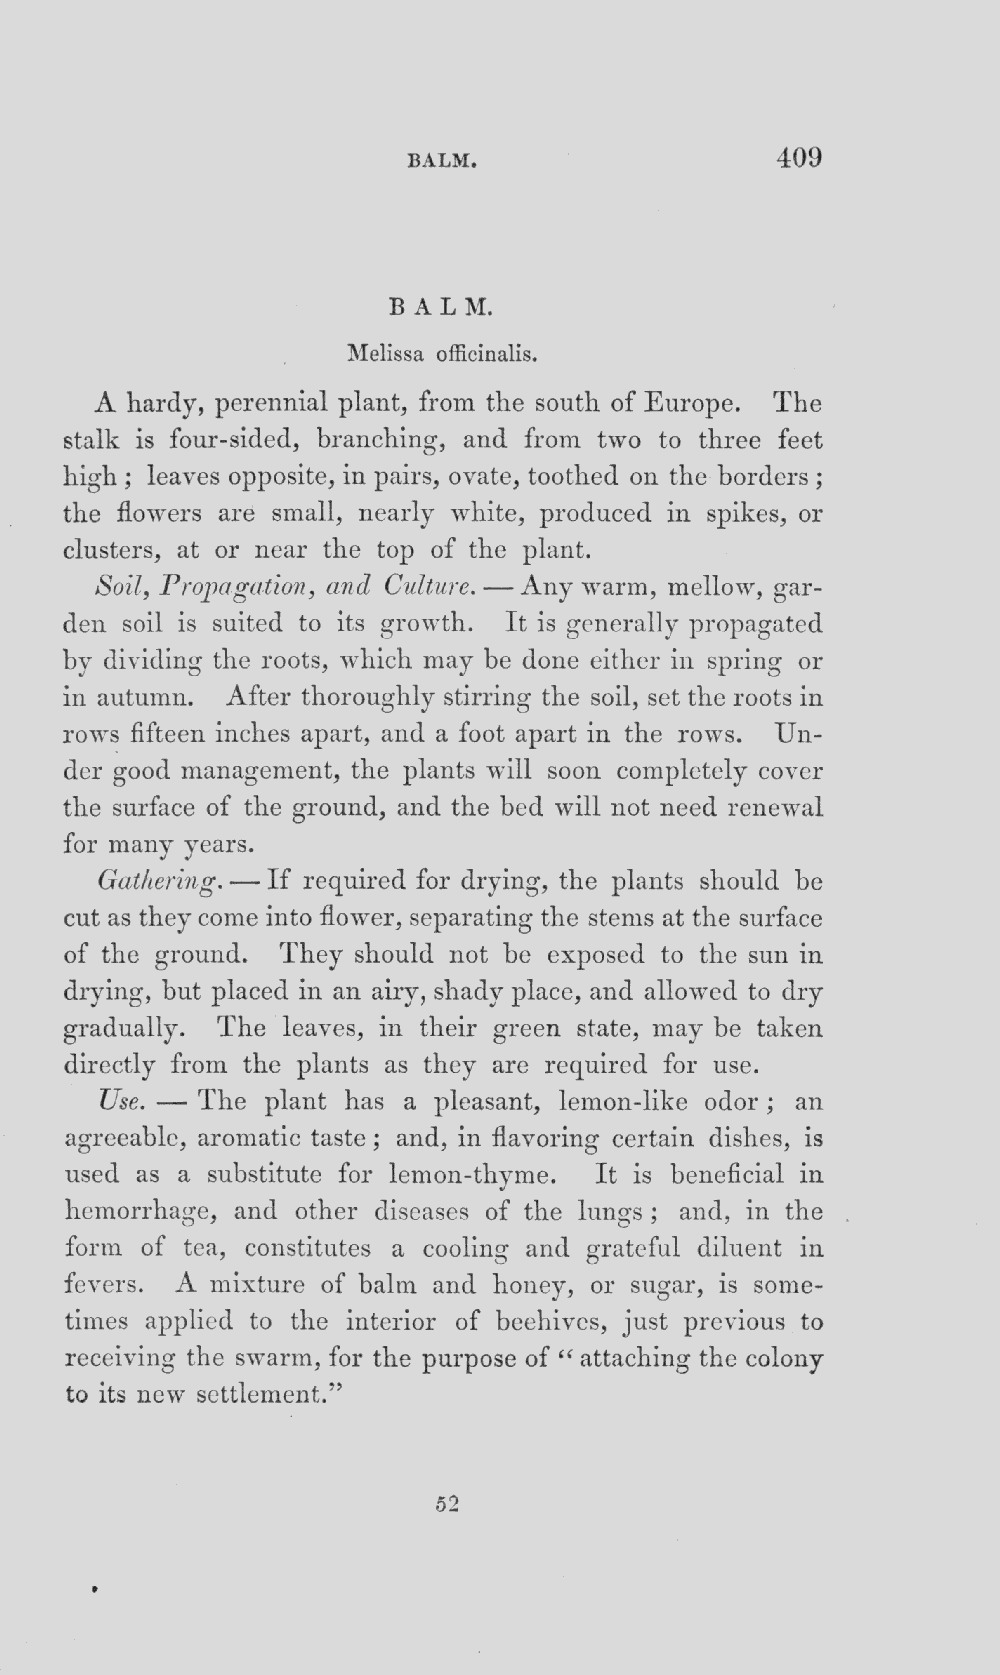 BALM. 409
BALM.
Melissa officinalis.
A hardy, perennial plant, from the south of Europe. The
stalk is four-sided, branching, and from two to three feet
high; leaves opposite, in pairs, ovate, toothed on the borders;
the flowers are small, nearly white, produced in spikes, or
clusters, at or near the top of the plant.
Soil, Propagation, and Culture. — Any warm, mellow, gar-
den soil is suited to its growth. It is generally propagated
by dividing the roots, which may be done either in spring or
in autumn. After thoroughly stirring the soil, set the roots in
rows fifteen inches apart, and a foot apart in the rows. Un-
der good management, the plants will soon completely cover
the surface of the ground, and the bed will not need renewal
for many years.
Gathering. — If required for drying, the plants should be
cut as they come into flower, separating the stems at the surface
of the ground. They should not be exposed to the sun in
drying, but placed in an airy, shady place, and allowed to dry
gradually. The leaves, in their green state, may be taken
directly from the plants as they are required for use.
Use. — The plant has a pleasant, lemon-like odor; an
agreeable, aromatic taste; and, in flavoring certain dishes, is
used as a substitute for lemon-thyme. It is beneficial in
hemorrhage, and other diseases of the lungs; and, in the
form of tea, constitutes a cooling and grateful diluent in
fevers. A mixture of balm and honey, or sugar, is some-
times applied to the interior of beehives, just previous to
receiving the swarm, for the purpose of “attaching the colony
to its new settlement.”
52